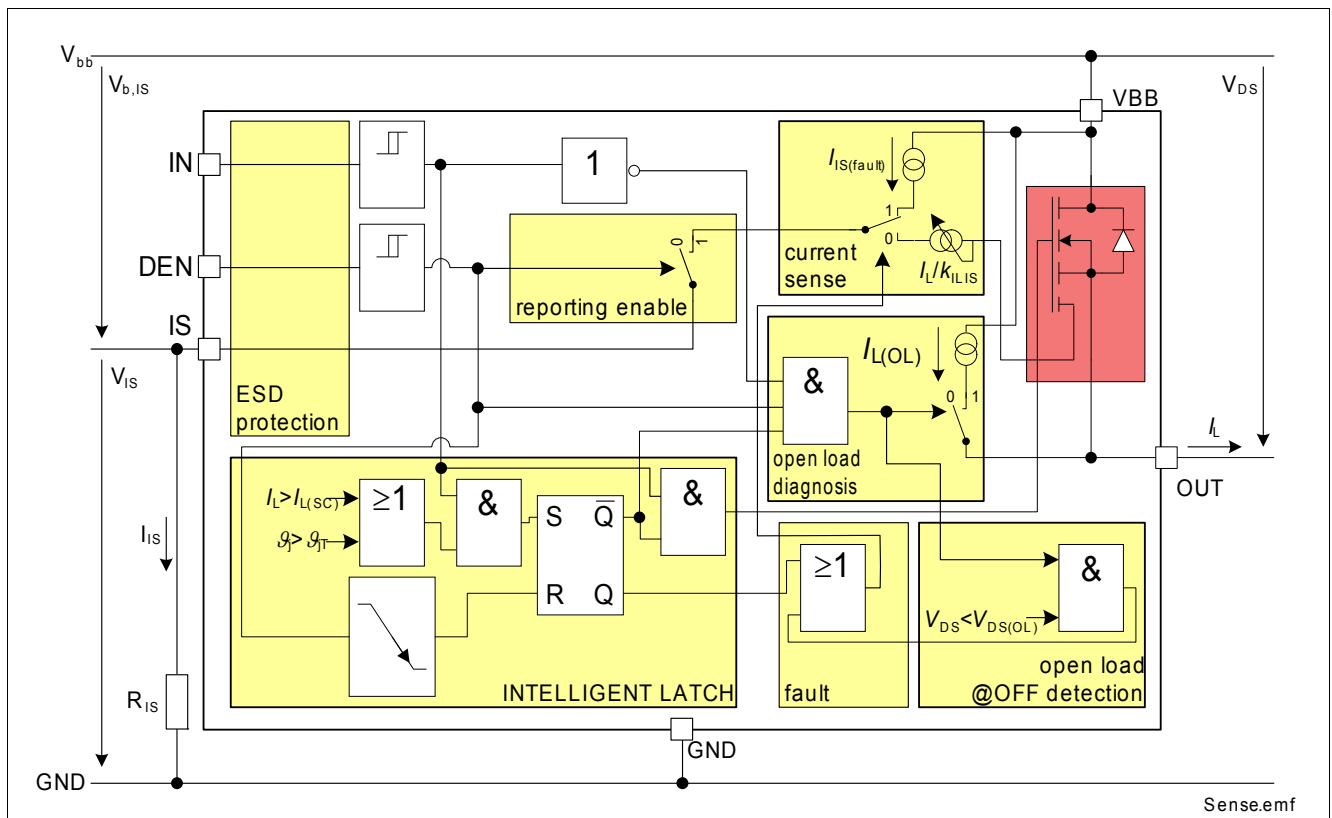 Vbb
Vb,IS
VDS
VBB
IN
1
IIS(fault)
1
0
current
sense
IL/kILIS
DEN
0
1
reporting enable
IS
VIS
ESD
protection
IL(OL)
&
0
1
open load
diagnosis
IL
OUT
IL>IL(SC)
ϑj>ϑjT
≥1
&
S
Q̅
R
Q
&
INTELLIGENT LATCH
IIS
≥1
fault
&
VDS<VDS(OL)
open load
@OFF detection
RIS
GND
GND
Sense.emf